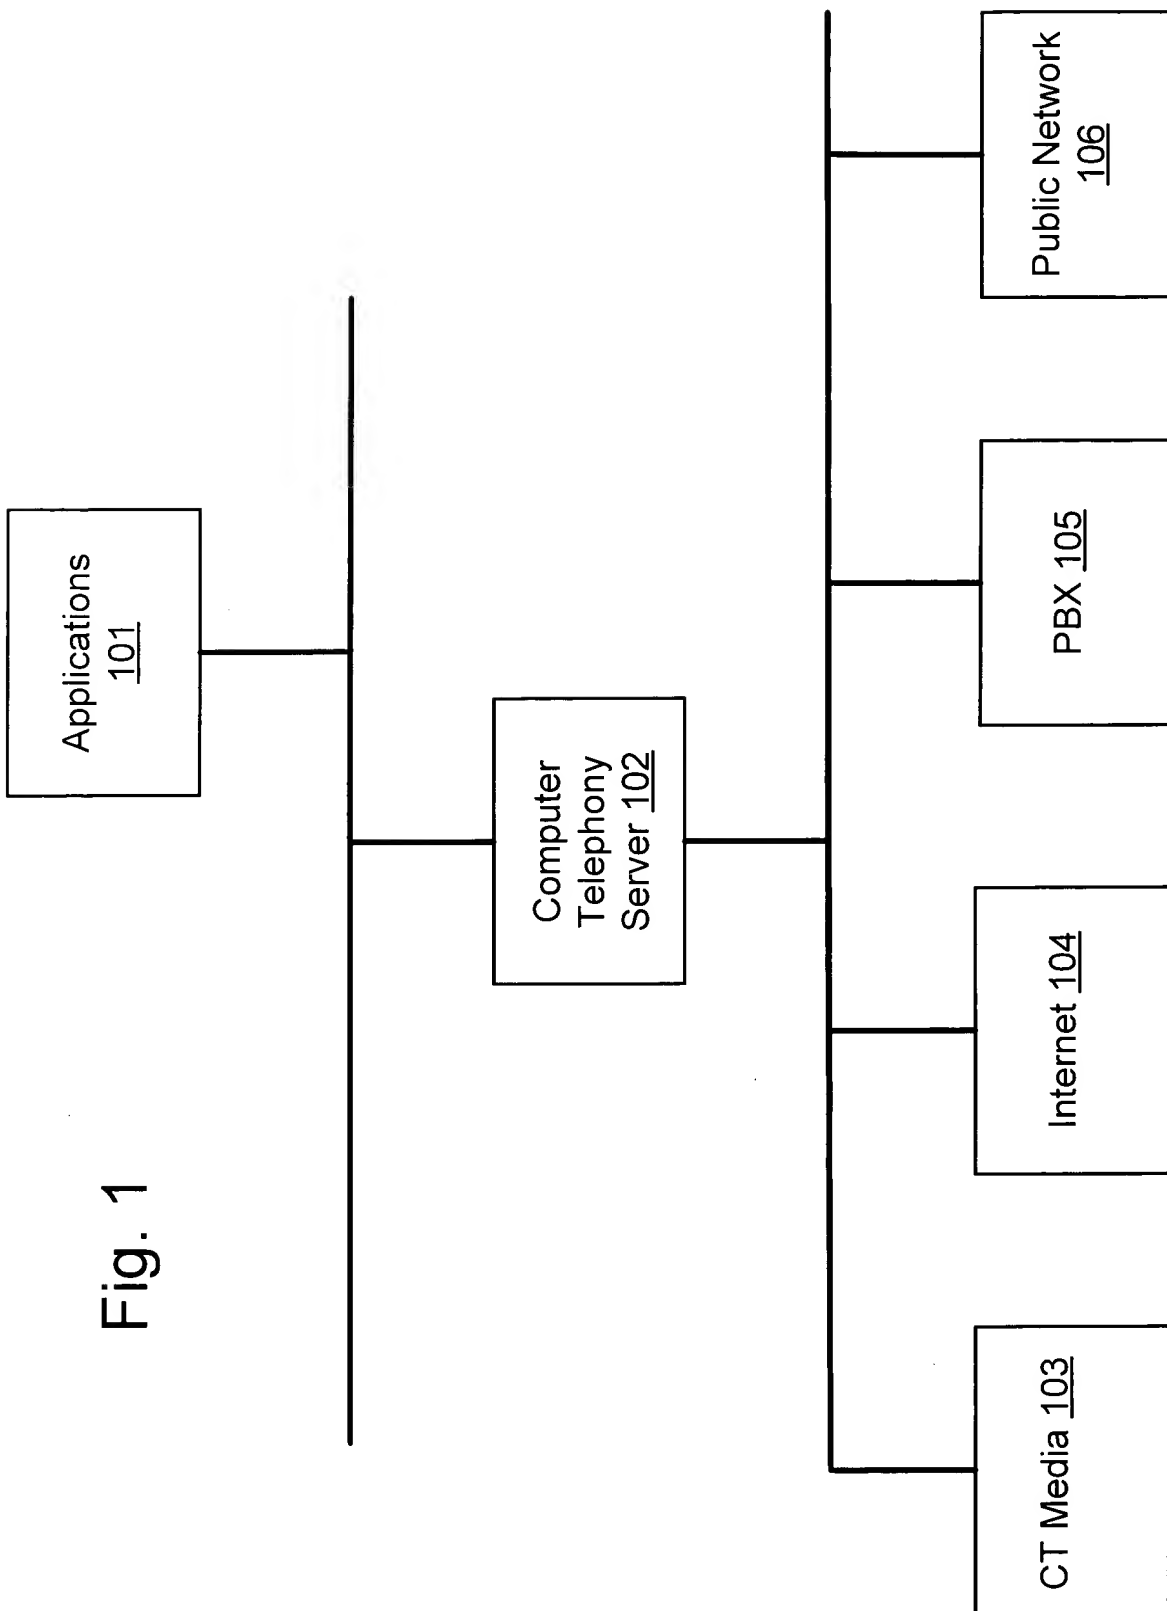 Fig. 1
Applications
101
Computer
Telephony
Server 102
CT Media 103
Internet 104
PBX 105
Public Network
106